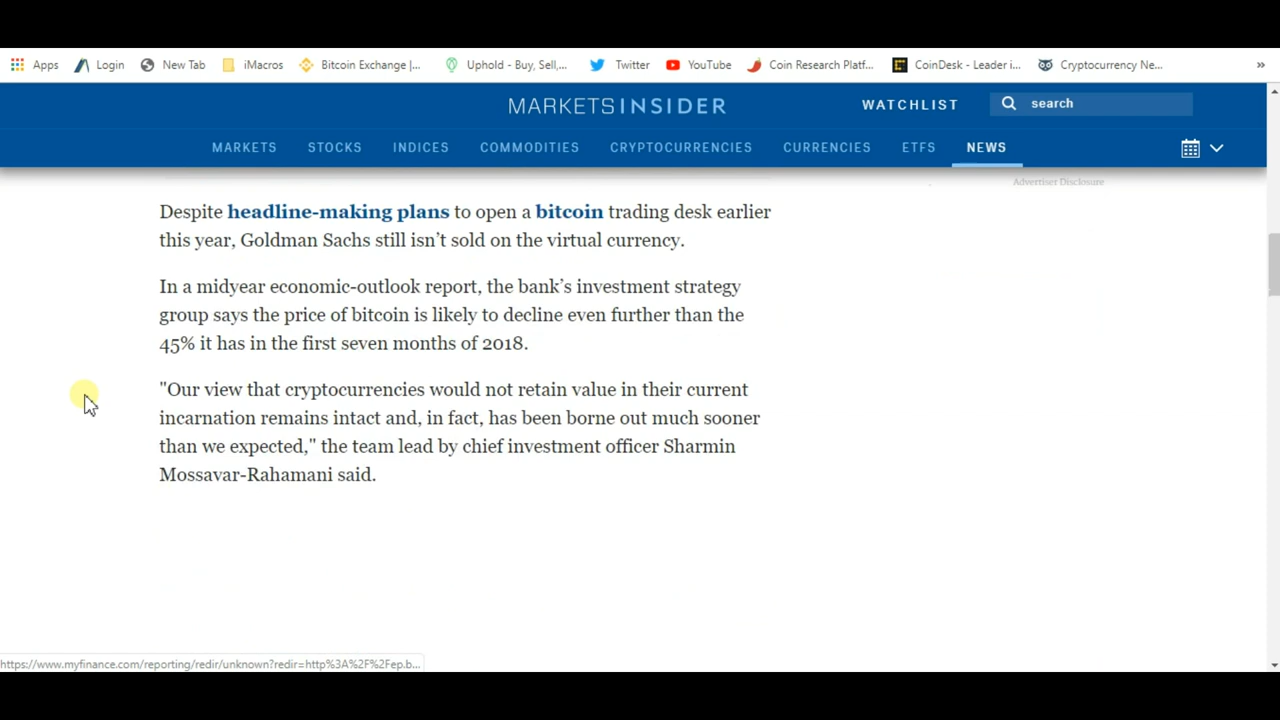 Apps Login New Tab iMacros Bitcoin Exchange |... Uphold - Buy, Sell,... Twitter YouTube Coin Research Platf... CoinDesk - Leader i... Cryptocurrency Ne... »
MARKETS INSIDER WATCHLIST search
MARKETS STOCKS INDICES COMMODITIES CRYPTOCURRENCIES CURRENCIES ETFS NEWS
Advertiser Disclosure
Despite headline-making plans to open a bitcoin trading desk earlier
this year, Goldman Sachs still isn’t sold on the virtual currency.
In a midyear economic-outlook report, the bank’s investment strategy
group says the price of bitcoin is likely to decline even further than the
45% it has in the first seven months of 2018.
"Our view that cryptocurrencies would not retain value in their current
incarnation remains intact and, in fact, has been borne out much sooner
than we expected," the team lead by chief investment officer Sharmin
Mossavar-Rahamani said.
https://www.myfinance.com/reporting/redir/unknown?redir=http%3A%2F%2Fep.b...